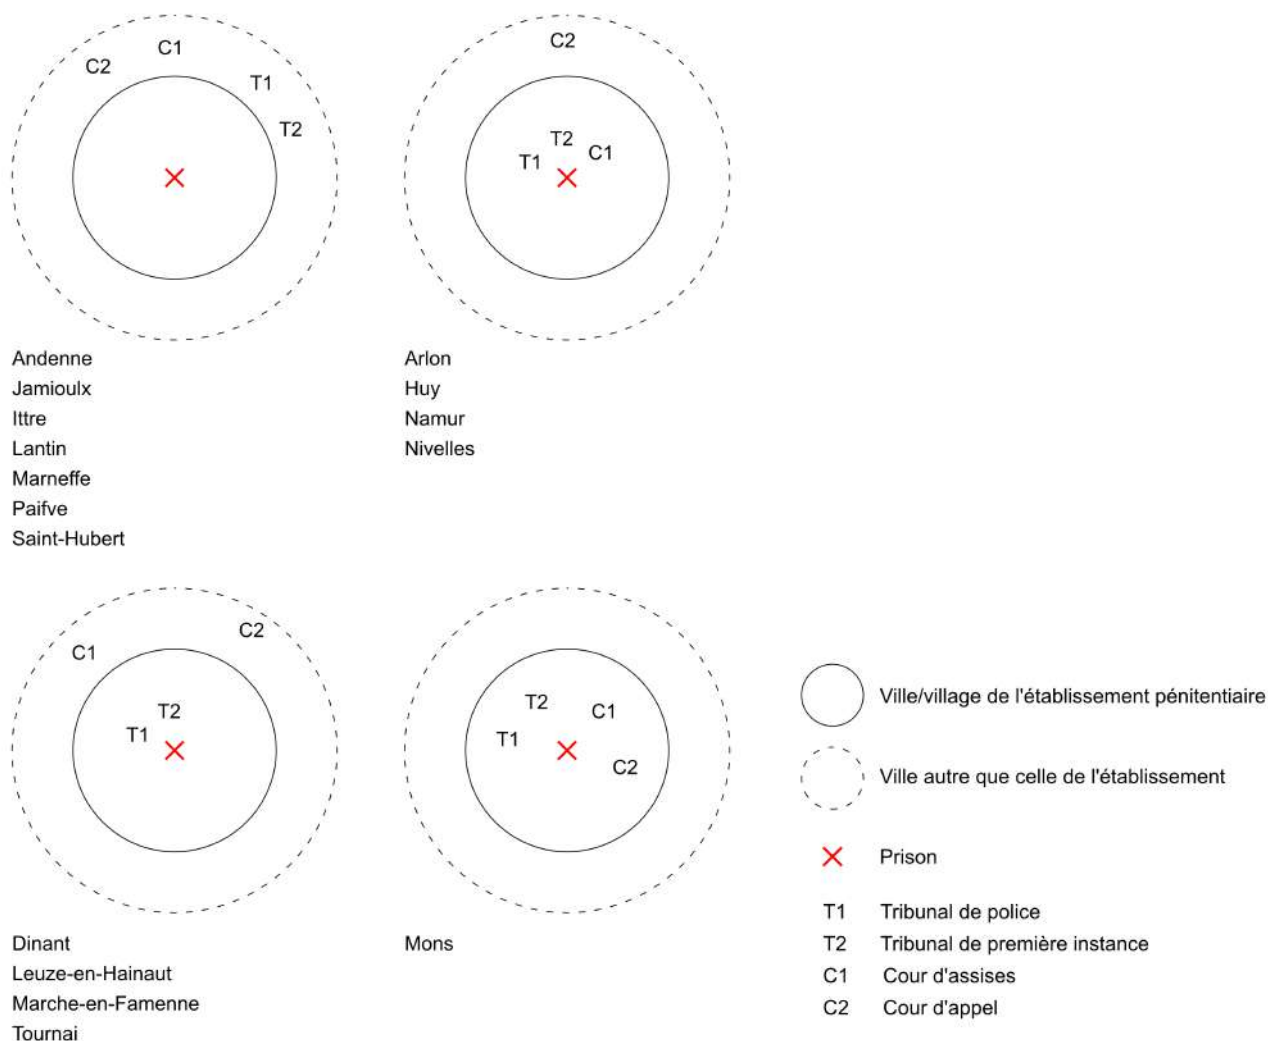 C1
C2
T1
T2
C2
T2
C1
T1
Andenne
Jamioulx
Ittre
Lantin
Marneffe
Paifve
Saint-Hubert
Arlon
Huy
Namur
Nivelles
C2
C1
T2
T1
T2
C1
T1
C2
Dinant
Leuze-en-Hainaut
Marche-en-Famenne
Tournai
Mons
Ville/village de l'établissement pénitentiaire
Ville autre que celle de l'établissement
Prison
T1 Tribunal de police
T2 Tribunal de première instance
C1 Cour d'assises
C2 Cour d'appel